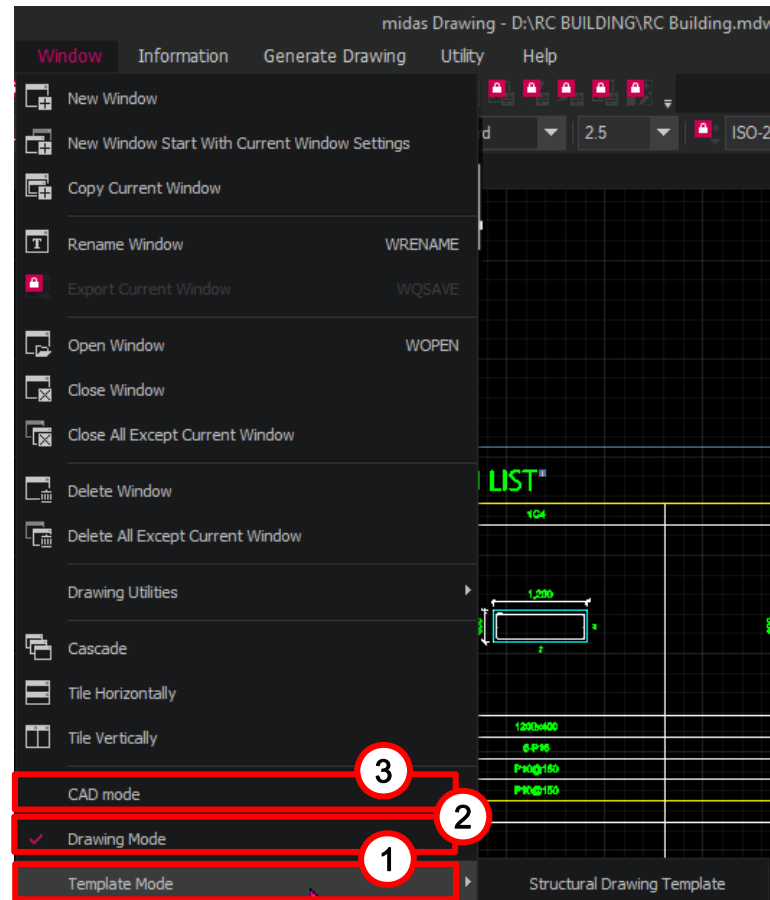 midas Drawing - D:\RC BUILDING\RC Building.mdw
Window Information Generate Drawing Utility Help
New Window
2.5 ISO-2
New Window Start With Current Window Settings
Copy Current Window
Rename Window WRENAME
Export Current Window WQSAVE
Open Window WOPEN
Close Window
Close All Except Current Window
LIST
Delete Window
1C4
Delete All Except Current Window
Drawing Utilities
1,200
Cascade
Tile Horizontally
1200x400
Tile Vertically
6-P16
P10@150
3
CAD mode
P10@150
2
Drawing Mode
1
Template Mode
Structural Drawing Template